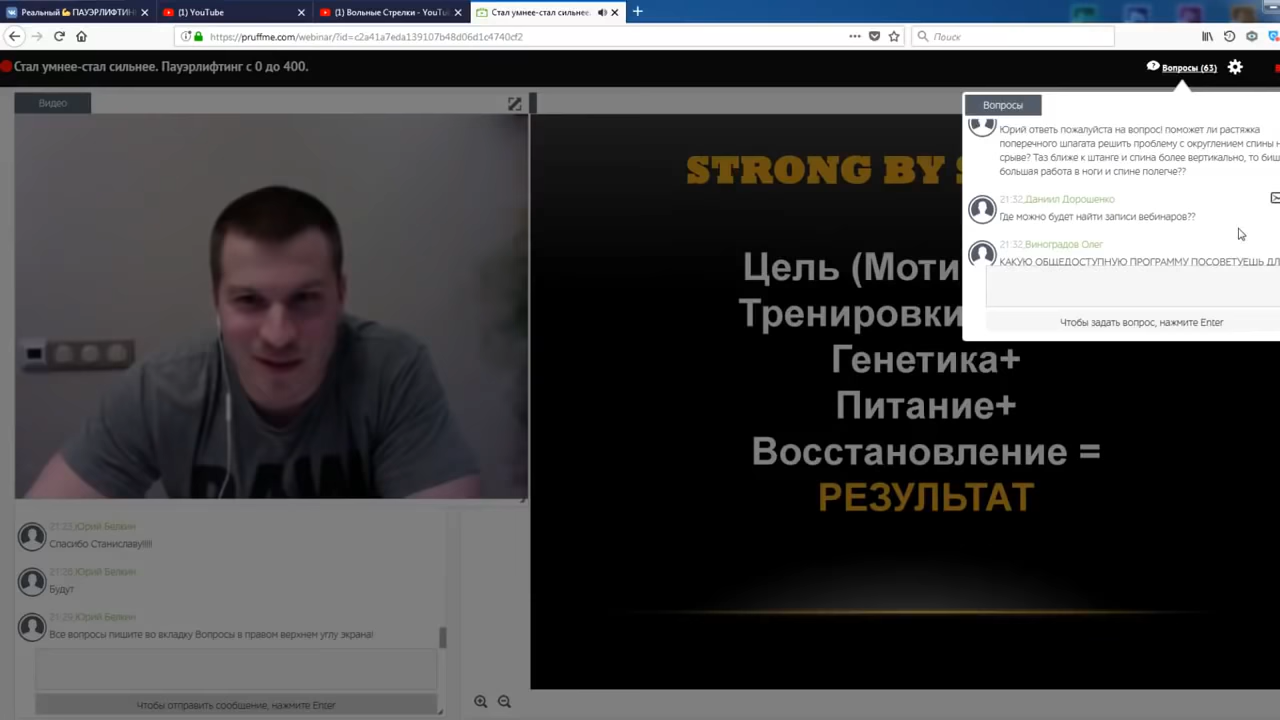 Реальный 💪 ПАУЭРЛИФТИН
(1) YouTube
(1) Вольные Стрелки - YouTu
Стал умнее-стал сильнее.
https://pruffme.com/webinar/?id=c2a41a7eda139107b48d06d1c4740cf2
Поиск
Стал умнее-стал сильнее. Пауэрлифтинг с 0 до 400.
Вопросы (63)
Видео
Вопросы
Юрий ответь пожалуйста на вопрос! поможет ли растяжка
поперечного шпагата решить проблему с округлением спины н
срыве? Таз ближе к штанге и спина более вертикально, то биш
большая работа в ноги и спине полегче??
21:32, Даниил Дорошенко
Где можно будет найти записи вебинаров??
21:32, Виноградов Олег
КАКУЮ ОБЩЕДОСТУПНУЮ ПРОГРАММУ ПОСОВЕТУЕШЬ ДЛ
Чтобы задать вопрос, нажмите Enter
STRONG BY S
Цель (Моти
Тренировки
Генетика+
Питание+
Восстановление =
РЕЗУЛЬТАТ
21:23, Юрий Белкин
Спасибо Станиславу!!!!!
21:26, Юрий Белкин
Будут
21:29, Юрий Белкин
Все вопросы пишите во вкладку Вопросы в правом верхнем углу экрана!
Чтобы отправить сообщение, нажмите Enter